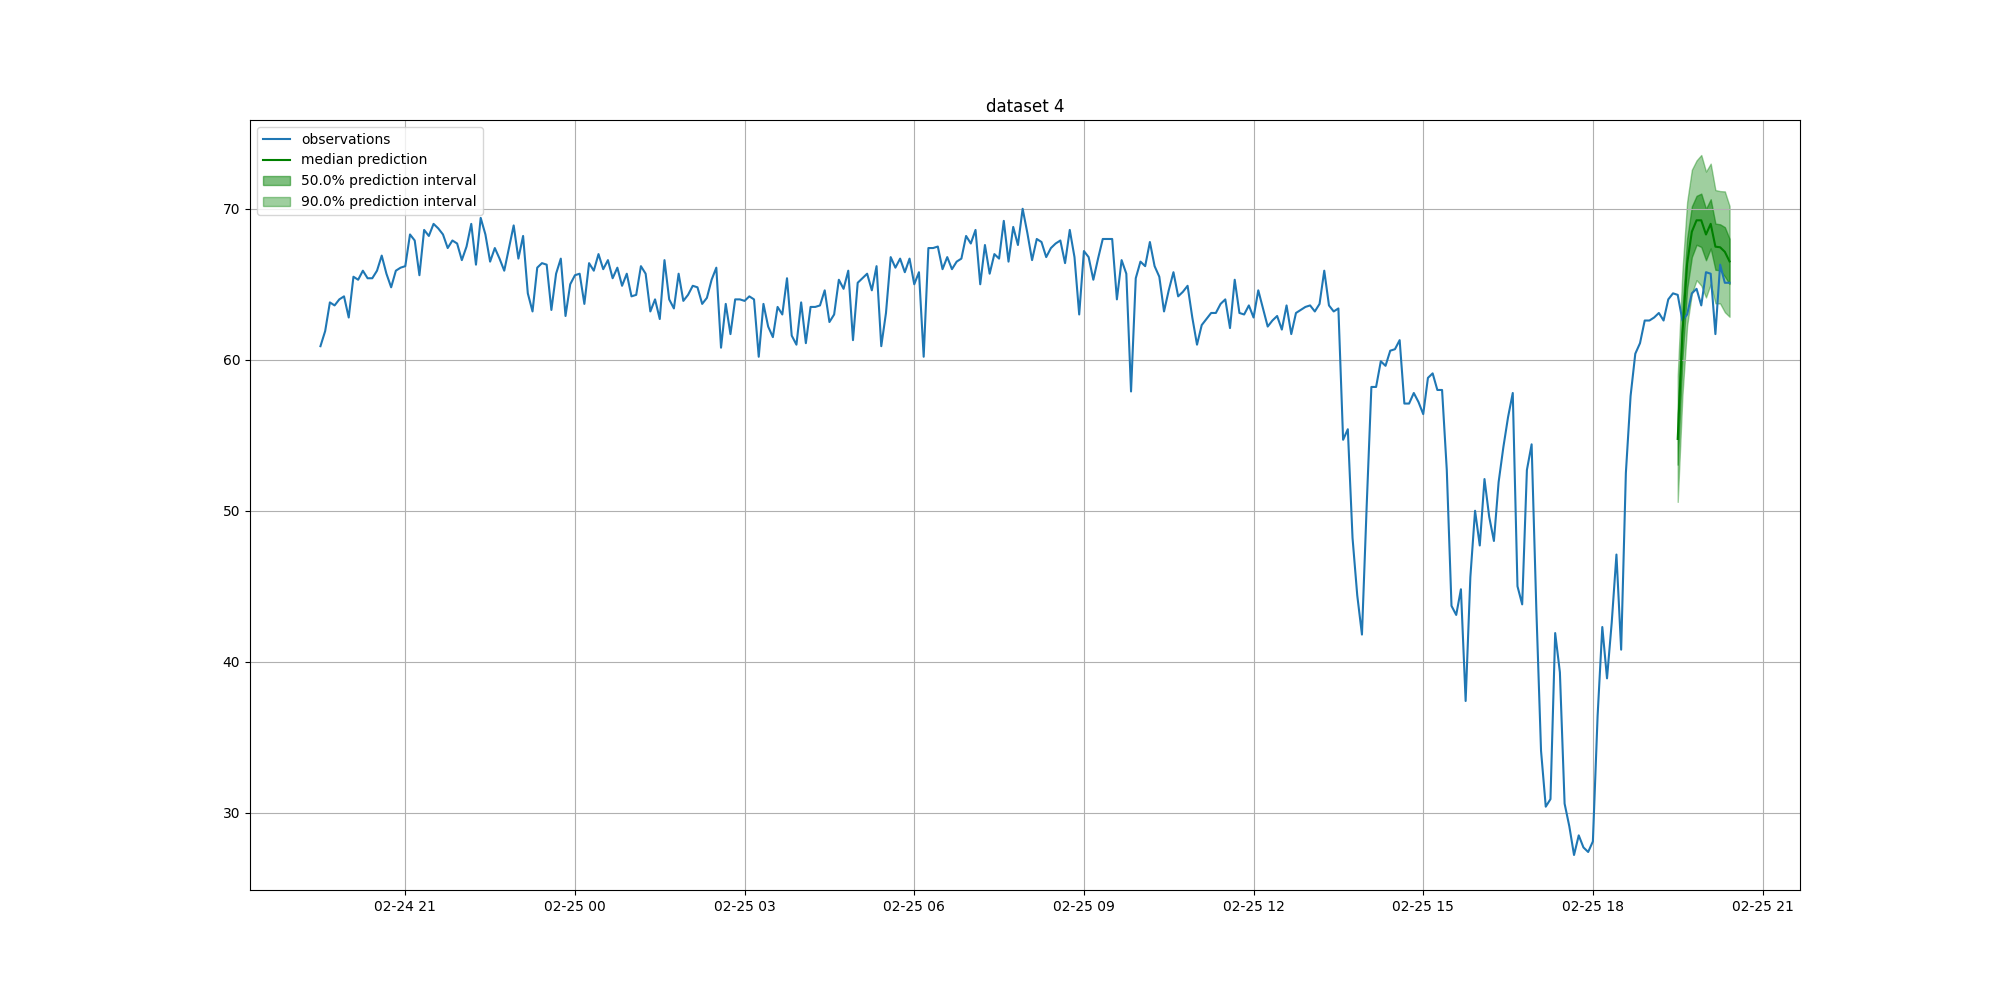 dataset 4
observations
median prediction
50.0% prediction interval
90.0% prediction interval
70
60
50
40
30
02-24 21
02-25 00
02-25 03
02-25 06
02-25 09
02-25 12
02-25 15
02-25 18
02-25 21